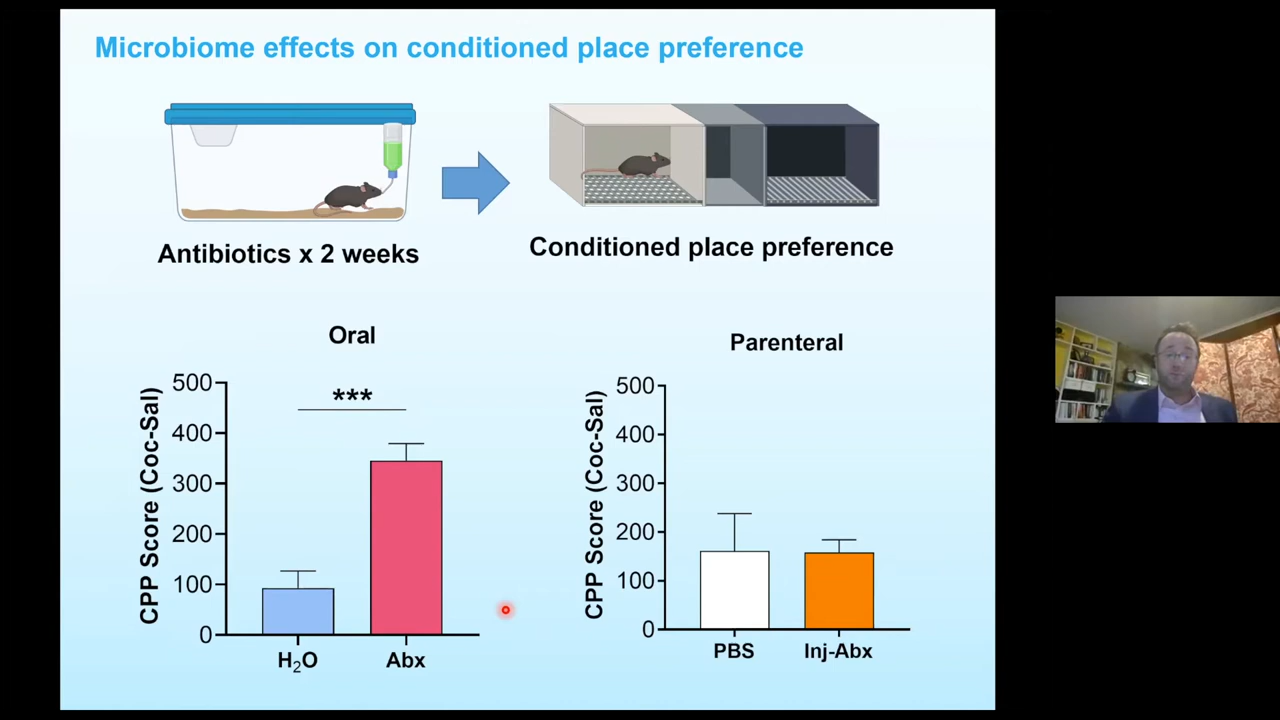 Microbiome effects on conditioned place preference
Antibiotics x 2 weeks
Conditioned place preference
Oral
CPP Score (Coc-Sal)
500
400
300
200
100
0
***
H₂O
Abx
Parenteral
CPP Score (Coc-Sal)
500
400
300
200
100
0
PBS
Inj-Abx